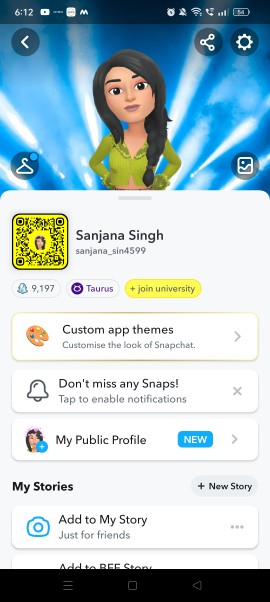 6:12
54
Sanjana Singh
sanjana_sin4599
9,197
Taurus
+ join university
Custom app themes
Customise the look of Snapchat.
Don't miss any Snaps!
Tap to enable notifications
My Public Profile
NEW
My Stories
+ New Story
Add to My Story
Just for friends
Add to BFF Story